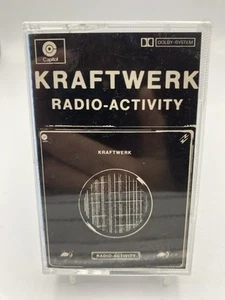 Capitol
DOLBY SYSTEM
KRAFTWERK
RADIO-ACTIVITY
KRAFTWERK
RADIO-ACTIVITY